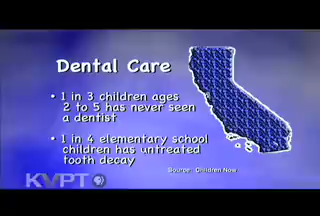 Dental Care
• 1 in 3 children ages
2 to 5 has never seen
a dentist
• 1 in 4 elementary school
children has untreated
tooth decay
Source: Children Now
KVPT